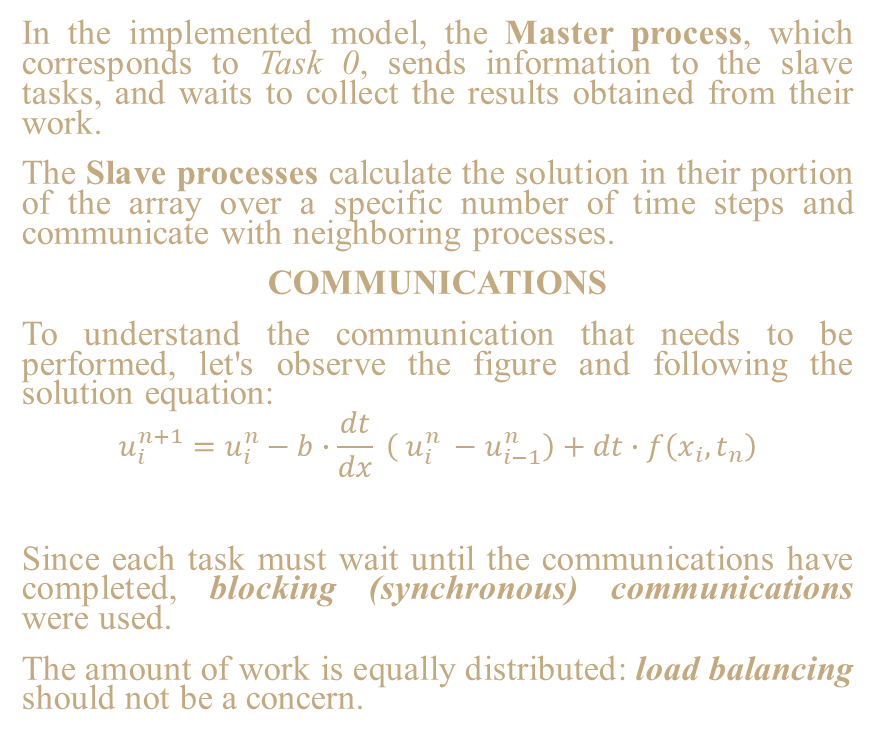 In the implemented model, the Master process, which
corresponds to Task 0, sends information to the slave
tasks, and waits to collect the results obtained from their
work.
The Slave processes calculate the solution in their portion
of the array over a specific number of time steps and
communicate with neighboring processes.
COMMUNICATIONS
To understand the communication that needs to be
performed, let's observe the figure and following the
solution equation:
u_i^{n+1} = u_i^n − b · \frac{dt}{dx} ( u_i^n − u_{i−1}^n) + dt · f(x_i, t_n)
Since each task must wait until the communications have
completed, blocking (synchronous) communications
were used.
The amount of work is equally distributed: load balancing
should not be a concern.